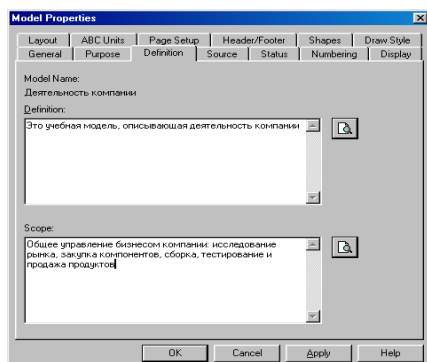 Model Properties
Layout ABC Units Page Setup Header/Footer Shapes Draw Style
General Purpose Definition Source Status Numbering Display
Model Name:
Деятельность компании
Definition:
Это учебная модель, описывающая деятельность компании
Scope:
Общее управление бизнесом компании: исследование
рынка, закупка компонентов, сборка, тестирование и
продажа продуктов
OK Cancel Apply Help